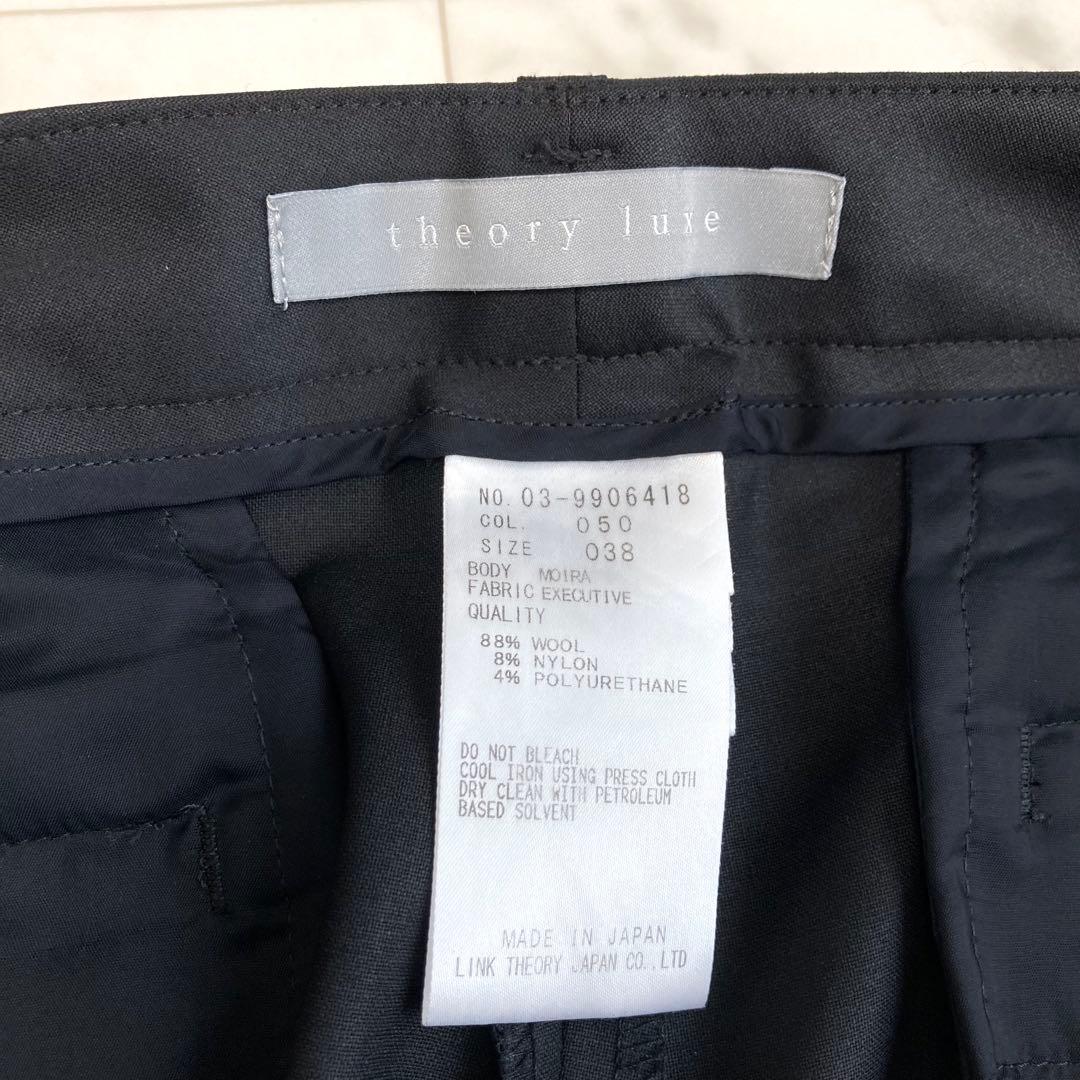 theory luxe
NO. 03-9906418
COL. 050
SIZE 038
BODY MOIRA
FABRIC EXECUTIVE
QUALITY
88% WOOL
8% NYLON
4% POLYURETHANE
DO NOT BLEACH
COOL IRON USING PRESS CLOTH
DRY CLEAN WITH PETROLEUM
BASED SOLVENT
MADE IN JAPAN
LINK THEORY JAPAN CO.,LTD